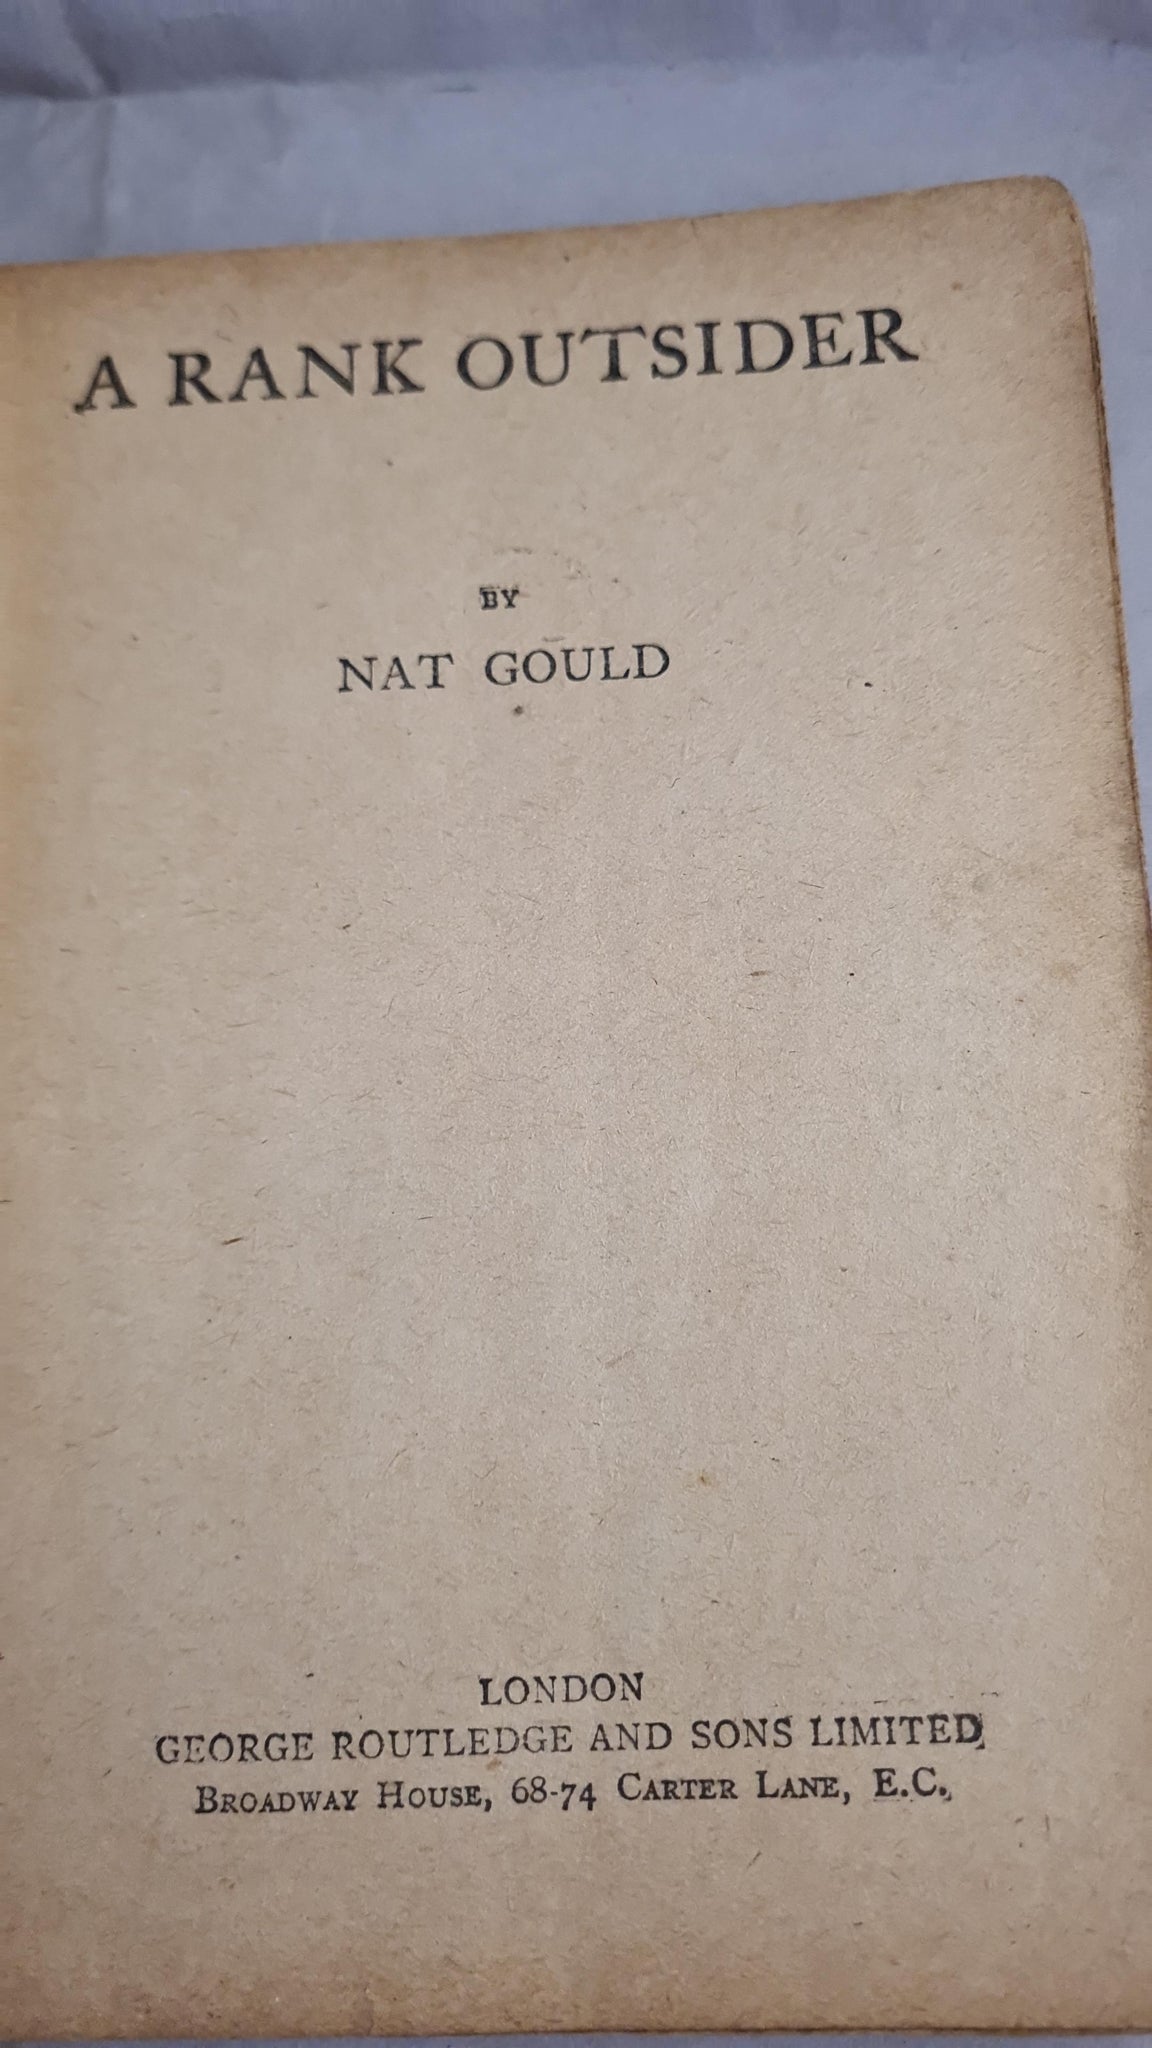 A RANK OUTSIDER
BY
NAT GOULD
LONDON
GEORGE ROUTLEDGE AND SONS LIMITED,
BROADWAY HOUSE, 68-74 CARTER LANE, E.C.